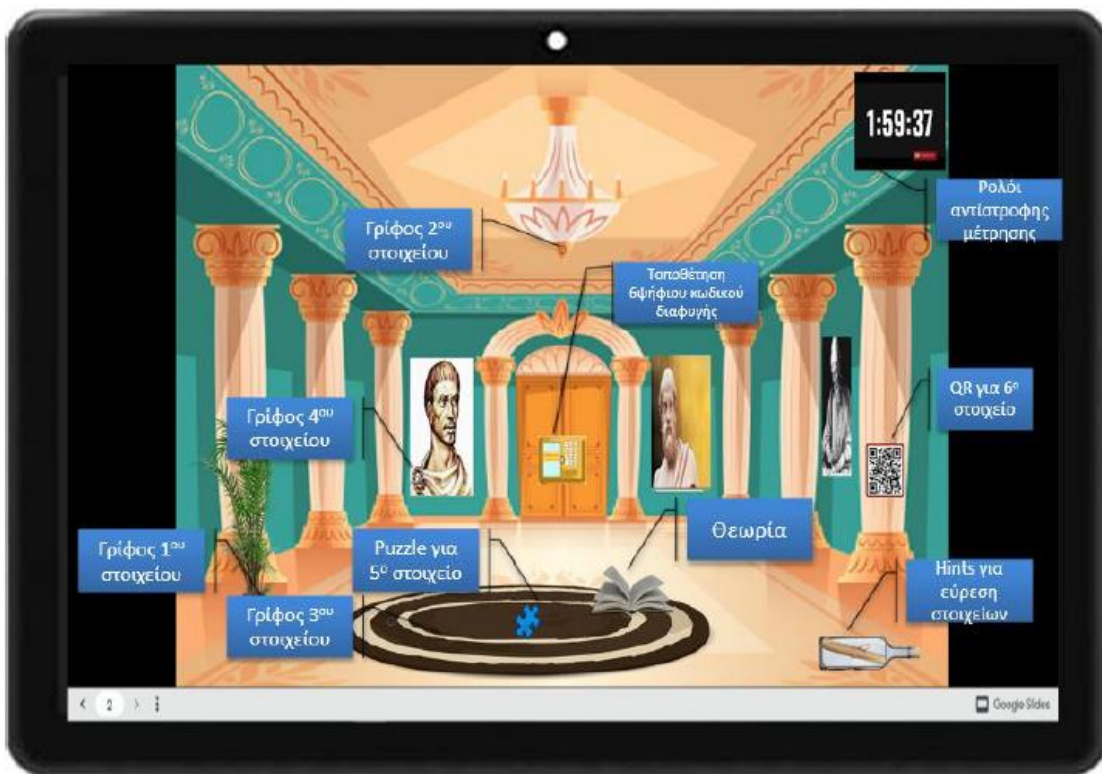 1:59:37
Ρολόι
αντίστροφης
μέτρησης
Γρίφος 2ου
στοιχείου
Τοποθέτηση
6ψήφιου κωδικού
διαφυγής
QR για 6ο
στοιχείο
Γρίφος 4ου
στοιχείου
Θεωρία
Γρίφος 1ου
στοιχείου
Puzzle για
5ο στοιχείο
Hints για
εύρεση
στοιχείων
Γρίφος 3ου
στοιχείου
2
Google Slides